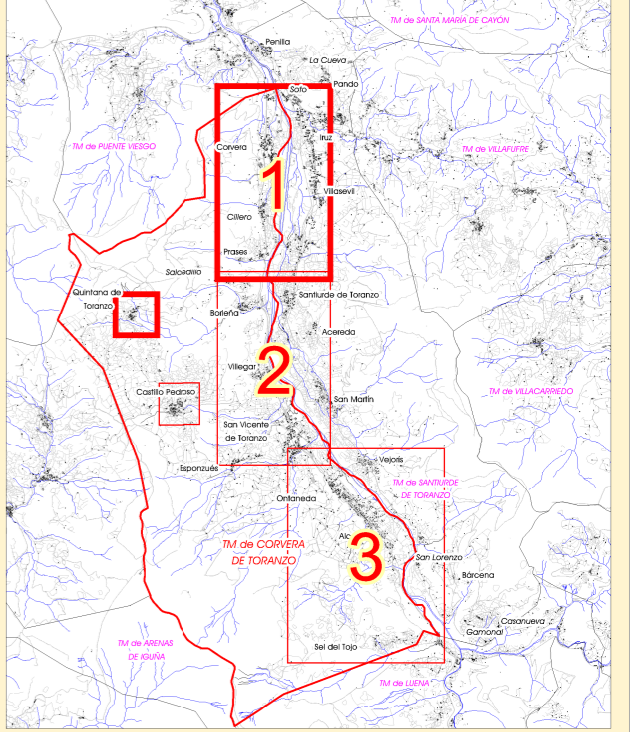 TM de SANTA MARÍA DE CAYÓN
Penilla
La Cueva
Pando
Soto
Iruz
TM de PUENTE VIESGO
Corvera
TM de VILLAFUFRE
1
Villasevil
Cillero
Prases
Salcedillo
Quintana de
Toranzo
Santiurde de Toranzo
Borleña
Acereda
Villegar
2
Castillo Pedroso
TM de VILLACARRIEDO
San Martín
San Vicente
de Toranzo
Vejorís
Esponzués
TM de SANTIURDE
DE TORANZO
Ontaneda
Alc
TM de CORVERA
DE TORANZO
3
San Lorenzo
Bárcena
Casanueva
Gamonal
TM de ARENAS
DE IGUÑA
Sel del Tojo
TM de LUENA